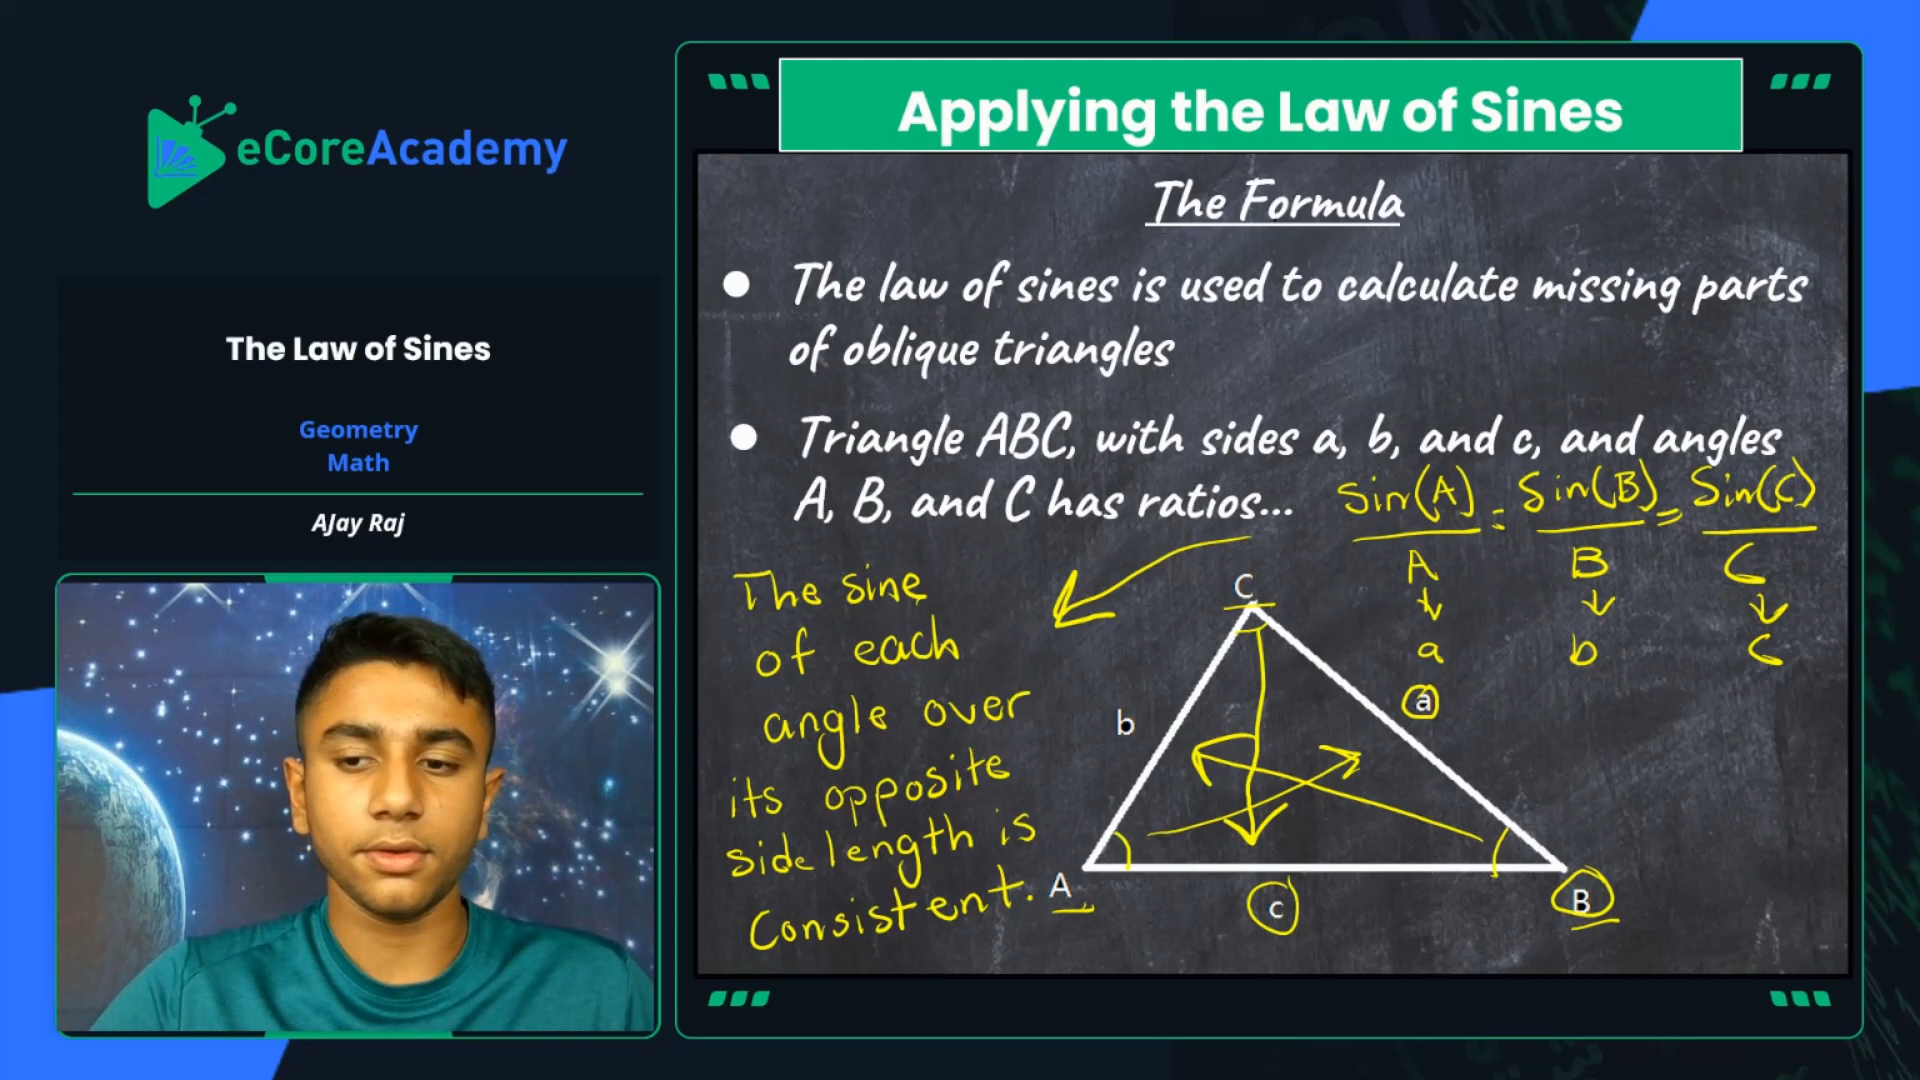 eCoreAcademy
The Law of Sines
Geometry
Math
AJay Raj
Applying the Law of Sines
The Formula
● The law of sines is used to calculate missing parts
of oblique triangles
● Triangle ABC, with sides a, b, and c, and angles
A, B, and C has ratios...
Sin(A) = Sin(B) = Sin(C)
A B C
↓ ↓ ↓
a b c
The sine
of each
angle over
its opposite
side length is
Consistent.
C
b
a
A
c
B